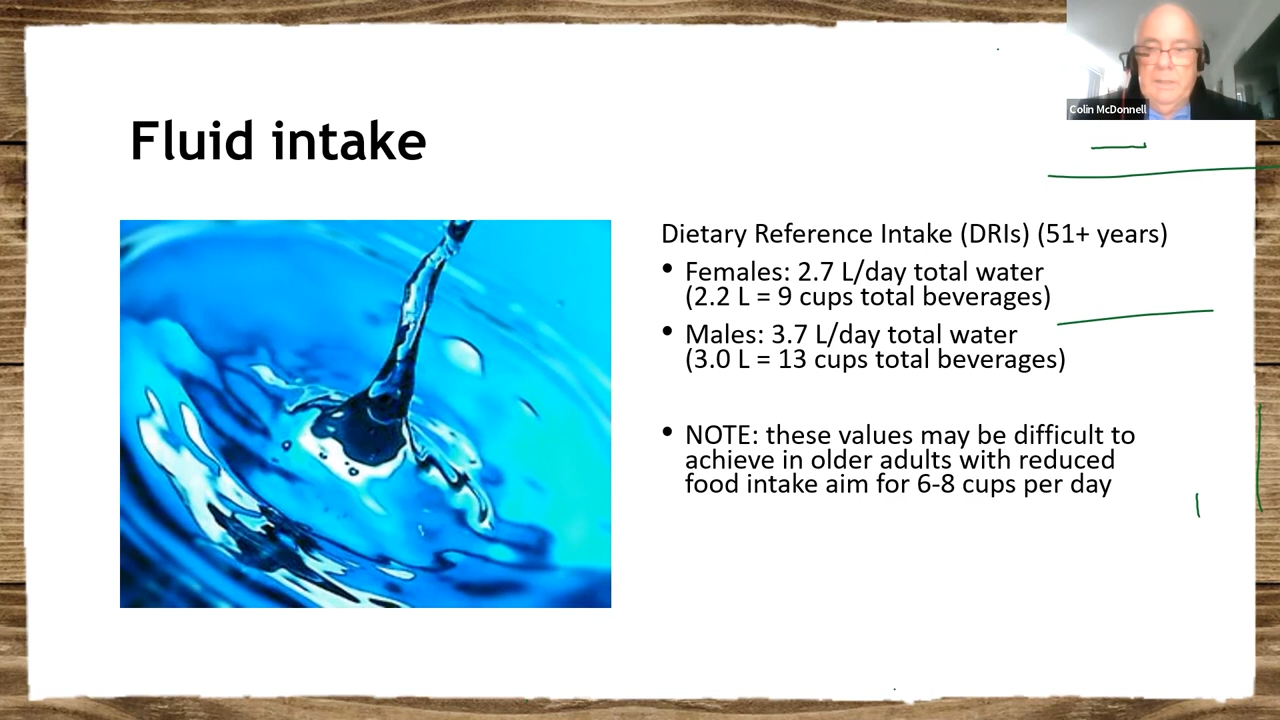 Colin McDonnell
Fluid intake
Dietary Reference Intake (DRIs) (51+ years)
• Females: 2.7 L/day total water
(2.2 L = 9 cups total beverages)
• Males: 3.7 L/day total water
(3.0 L = 13 cups total beverages)
• NOTE: these values may be difficult to
achieve in older adults with reduced
food intake aim for 6-8 cups per day